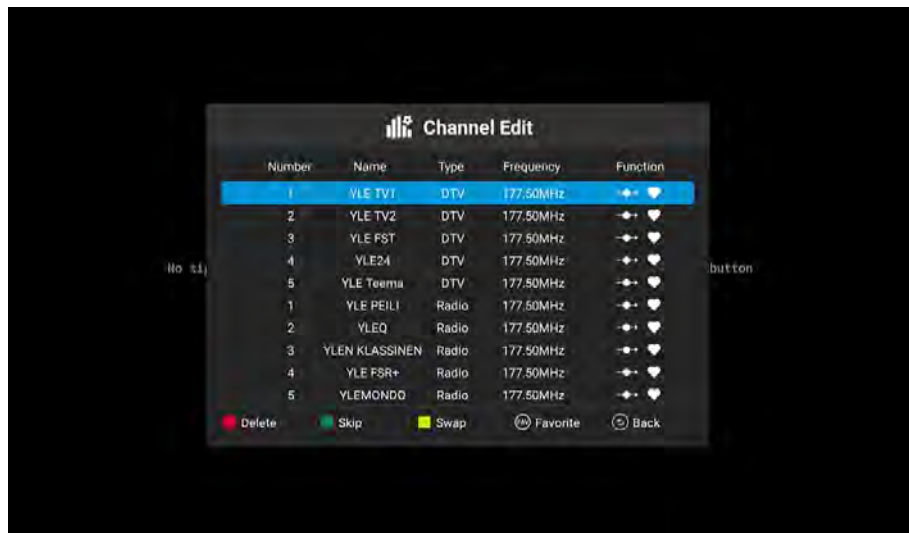 Channel Edit
Number Name Type Frequency Function
1 YLE TV1 DTV 177.50MHz
2 YLE TV2 DTV 177.50MHz
3 YLE FST DTV 177.50MHz
4 YLE24 DTV 177.50MHz
No button
5 YLE Teema DTV 177.50MHz
1 YLE PEILI Radio 177.50MHz
2 YLEQ Radio 177.50MHz
3 YLEN KLASSINEN Radio 177.50MHz
4 YLE FSR+ Radio 177.50MHz
5 YLEMONDO Radio 177.50MHz
Delete Skip Swap FAV Favorite Back